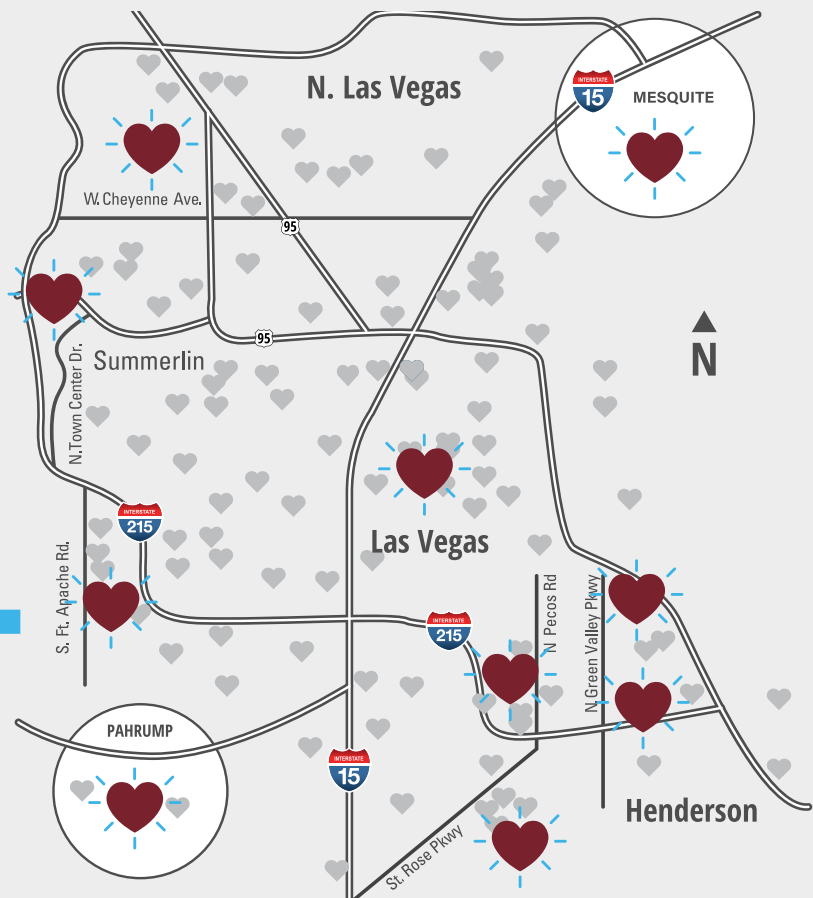 N. Las Vegas
INTERSTATE
15
MESQUITE
W. Cheyenne Ave.
95
N
95
Summerlin
N.Town Center Dr.
INTERSTATE
215
Las Vegas
S. Ft. Apache Rd.
N Pecos Rd
N Green Valley Pkwy
INTERSTATE
215
PAHRUMP
INTERSTATE
15
Henderson
St. Rose Pkwy